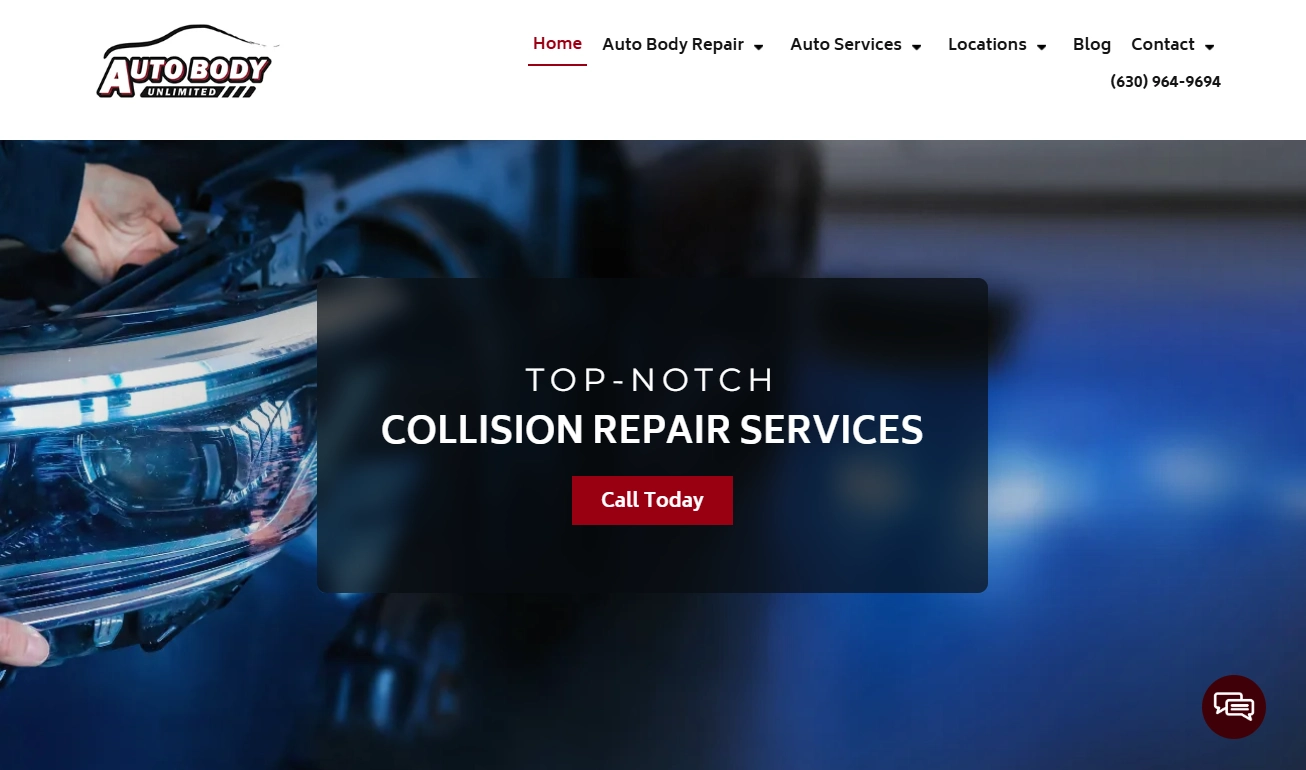 AUTO BODY
UNLIMITED
Home
Auto Body Repair
Auto Services
Locations
Blog
Contact
(630) 964-9694
TOP-NOTCH
COLLISION REPAIR SERVICES
Call Today